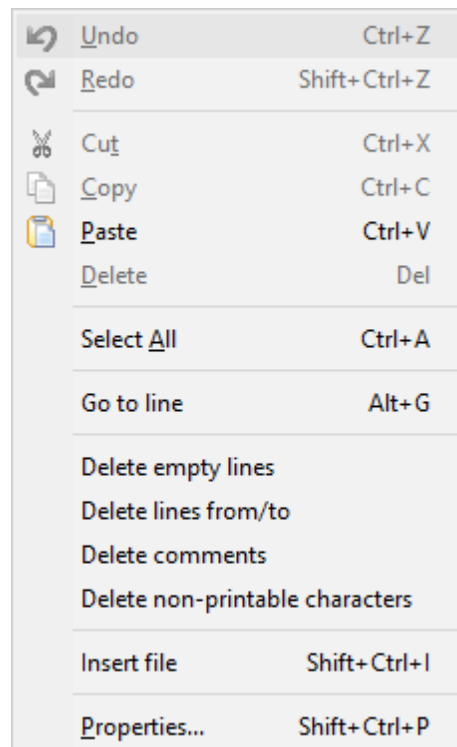 Undo Ctrl+Z
Redo Shift+Ctrl+Z
Cut Ctrl+X
Copy Ctrl+C
Paste Ctrl+V
Delete Del
Select All Ctrl+A
Go to line Alt+G
Delete empty lines
Delete lines from/to
Delete comments
Delete non-printable characters
Insert file Shift+Ctrl+I
Properties... Shift+Ctrl+P